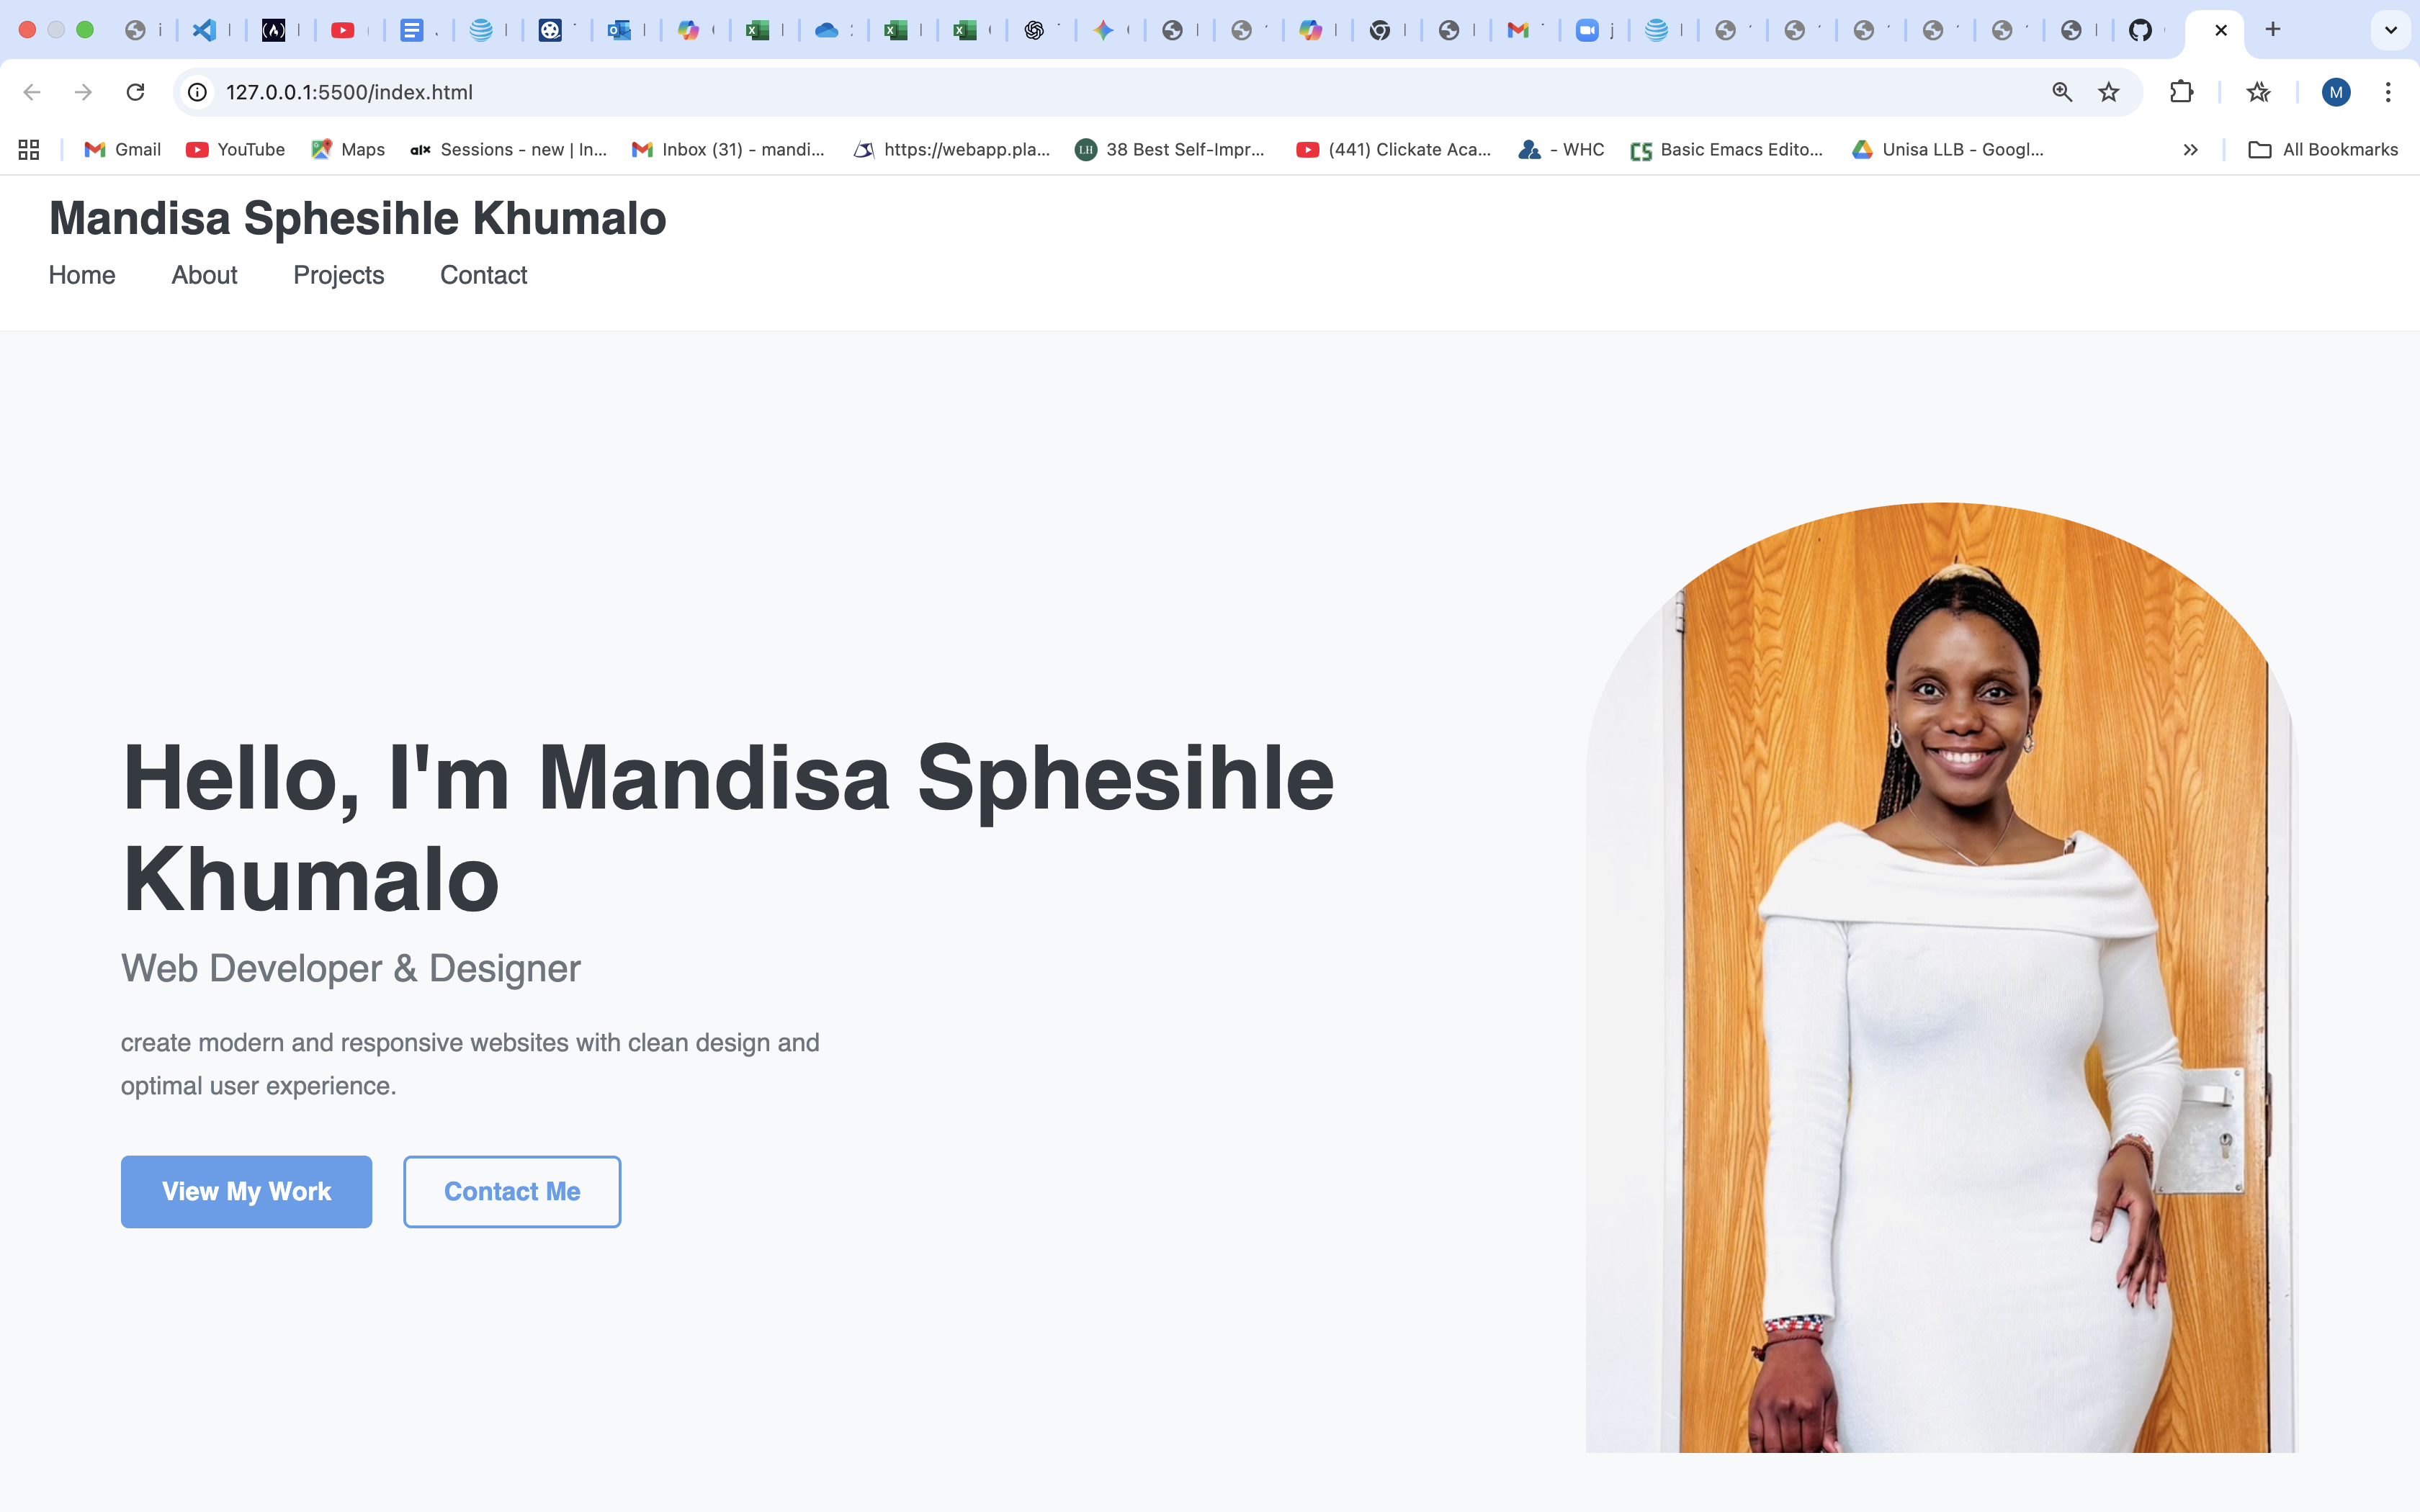 127.0.0.1:5500/index.html
M
Gmail
YouTube
Maps
alx
Sessions - new | In...
Inbox (31) - mandi...
https://webapp.pla...
LH
38 Best Self-Impr...
(441) Clickate Aca...
- WHC
CS
Basic Emacs Edito...
Unisa LLB - Googl...
All Bookmarks
Mandisa Sphesihle Khumalo
Home
About
Projects
Contact
Hello, I'm Mandisa Sphesihle
Khumalo
Web Developer & Designer
create modern and responsive websites with clean design and
optimal user experience.
View My Work
Contact Me